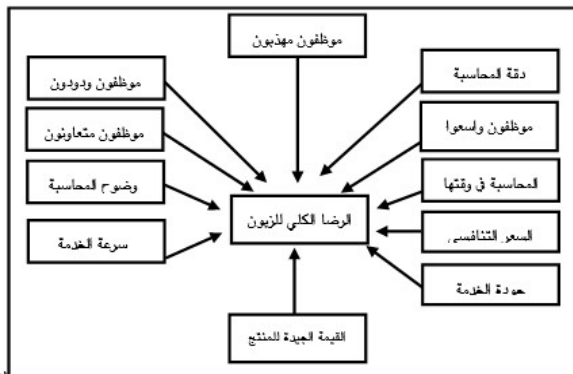 موظفون مهذبون
دقة المحاسبة
موظفون ودودون
موظفون واسعوا
موظفون متعاونون
المحاسبة في وقتها
وضوح المحاسبة
الرضا الكلي للزبون
السعر التنافسي
سرعة الخدمة
جودة الخدمة
القيمة الجيدة للمنتج